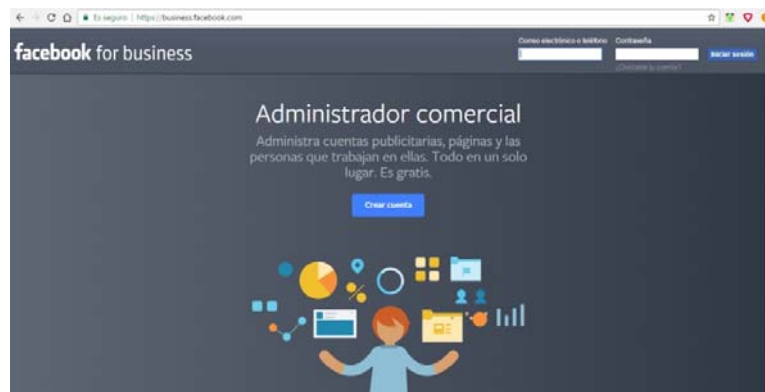 Es seguro | https://business.facebook.com
facebook for business
Correo electrónico o teléfono
Contraseña
Iniciar sesión
¿Olvidaste tu cuenta?
Administrador comercial
Administra cuentas publicitarias, páginas y las
personas que trabajan en ellas. Todo en un solo
lugar. Es gratis.
Crear cuenta
%